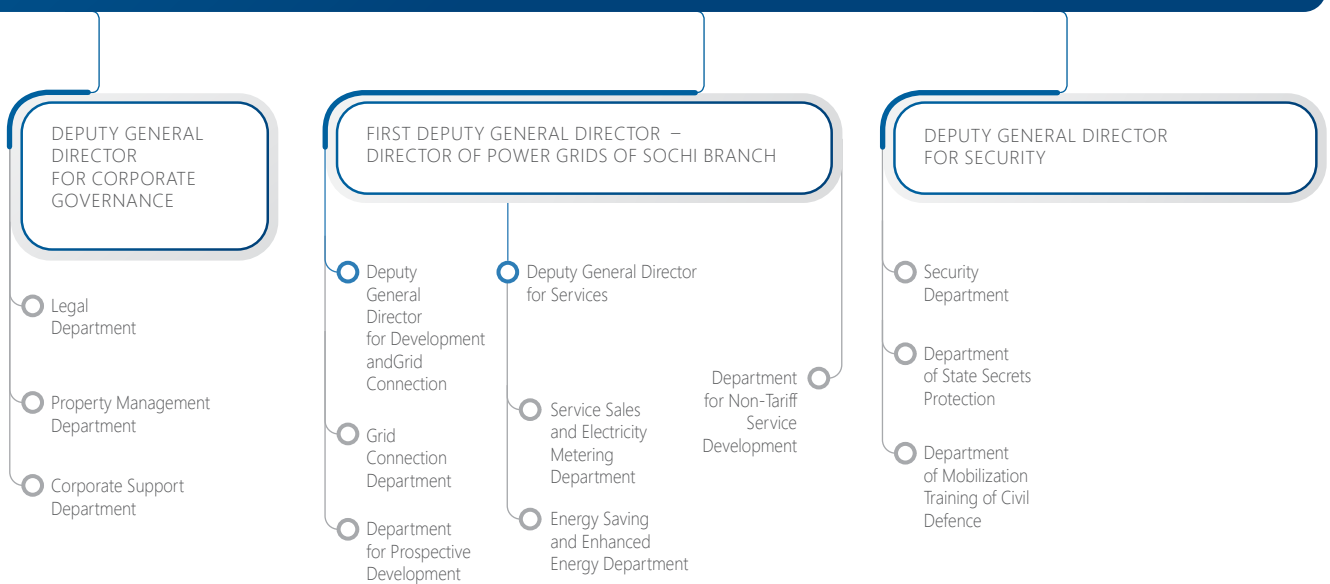 DEPUTY GENERAL
DIRECTOR
FOR CORPORATE
GOVERNANCE
Legal
Department
Property Management
Department
Corporate Support
Department
FIRST DEPUTY GENERAL DIRECTOR –
DIRECTOR OF POWER GRIDS OF SOCHI BRANCH
Deputy
General
Director
for Development
andGrid
Connection
Grid
Connection
Department
Department
for Prospective
Development
Deputy General Director
for Services
Service Sales
and Electricity
Metering
Department
Energy Saving
and Enhanced
Energy Department
Department
for Non-Tariff
Service
Development
DEPUTY GENERAL DIRECTOR
FOR SECURITY
Security
Department
Department
of State Secrets
Protection
Department
of Mobilization
Training of Civil
Defence